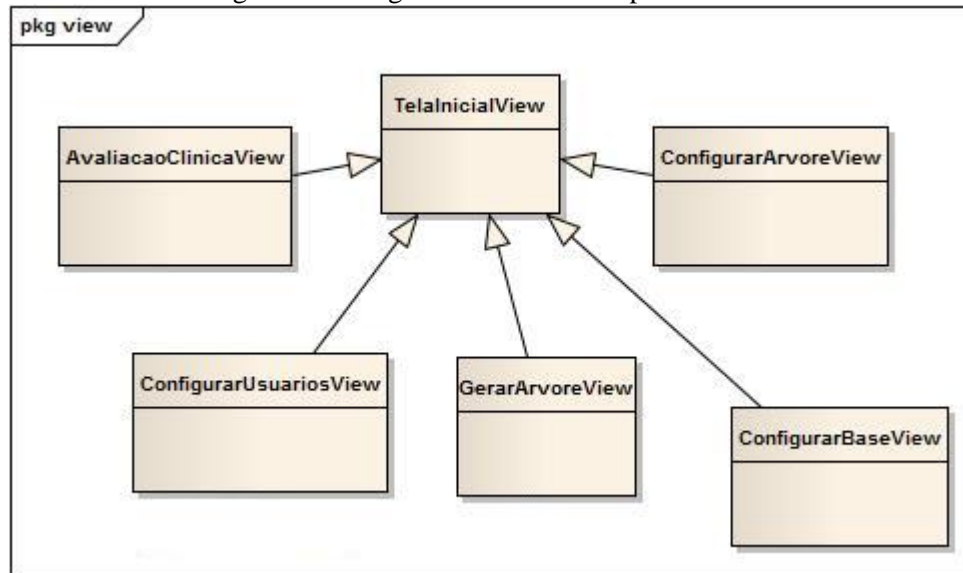 pkg view
TelaInicialView
AvaliacaoClinicaView
ConfigurarArvoreView
ConfigurarUsuariosView
GerarArvoreView
ConfigurarBaseView